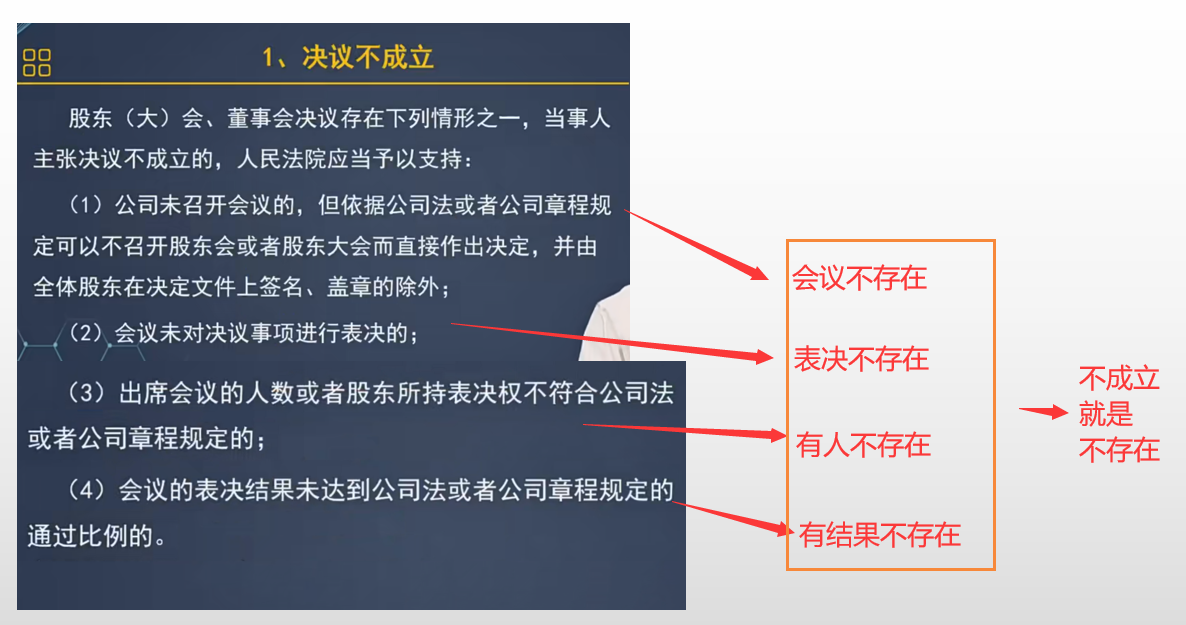 1、决议不成立
股东（大）会、董事会决议存在下列情形之一，当事人
主张决议不成立的，人民法院应当予以支持：
（1）公司未召开会议的，但依据公司法或者公司章程规
定可以不召开股东会或者股东大会而直接作出决定，并由
全体股东在决定文件上签名、盖章的除外；
（2）会议未对决议事项进行表决的；
（3）出席会议的人数或者股东所持表决权不符合公司法
或者公司章程规定的；
（4）会议的表决结果未达到公司法或者公司章程规定的
通过比例的。
会议不存在
表决不存在
有人不存在
有结果不存在
不成立
就是
不存在